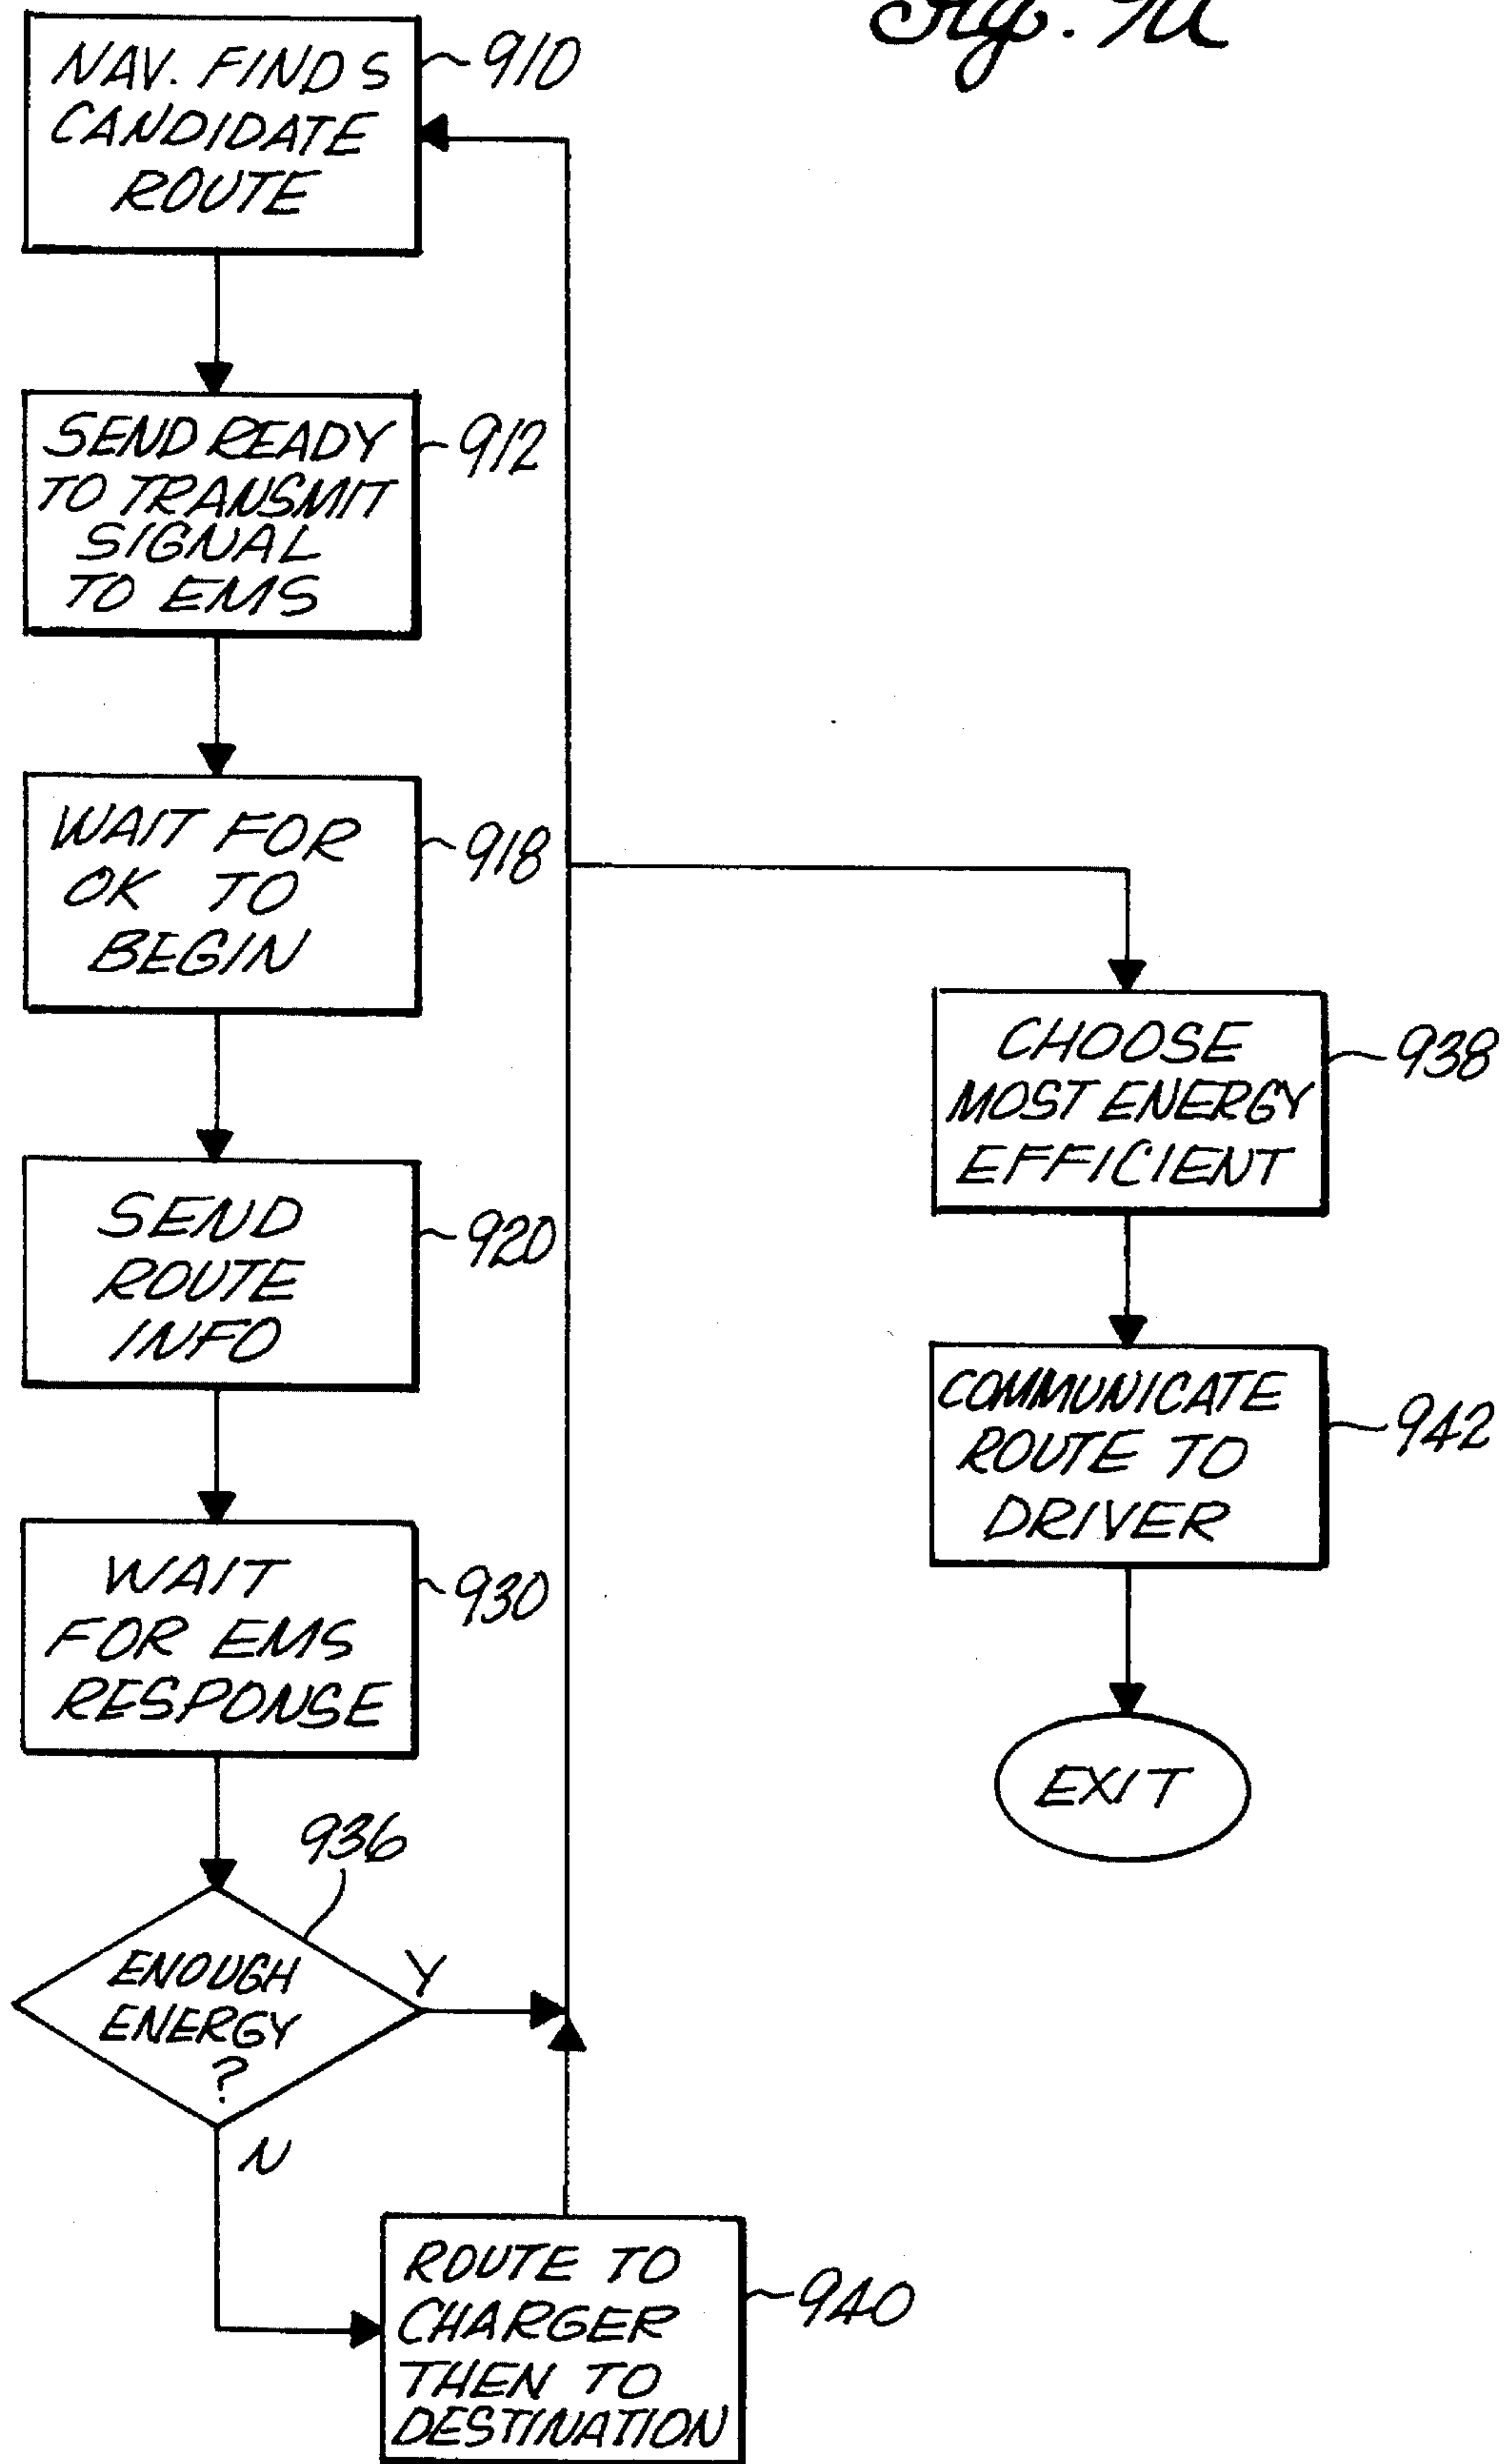 Fig. 9a
NAV. FINDS
CANDIDATE
ROUTE
910
SEND READY
TO TRANSMIT
SIGNAL
TO EMS
912
WAIT FOR
OK TO
BEGIN
918
SEND
ROUTE
INFO
920
WAIT
FOR EMS
RESPONSE
930
936
ENOUGH
ENERGY
?
Y
N
ROUTE TO
CHARGER
THEN TO
DESTINATION
940
CHOOSE
MOST ENERGY
EFFICIENT
938
COMMUNICATE
ROUTE TO
DRIVER
942
EXIT